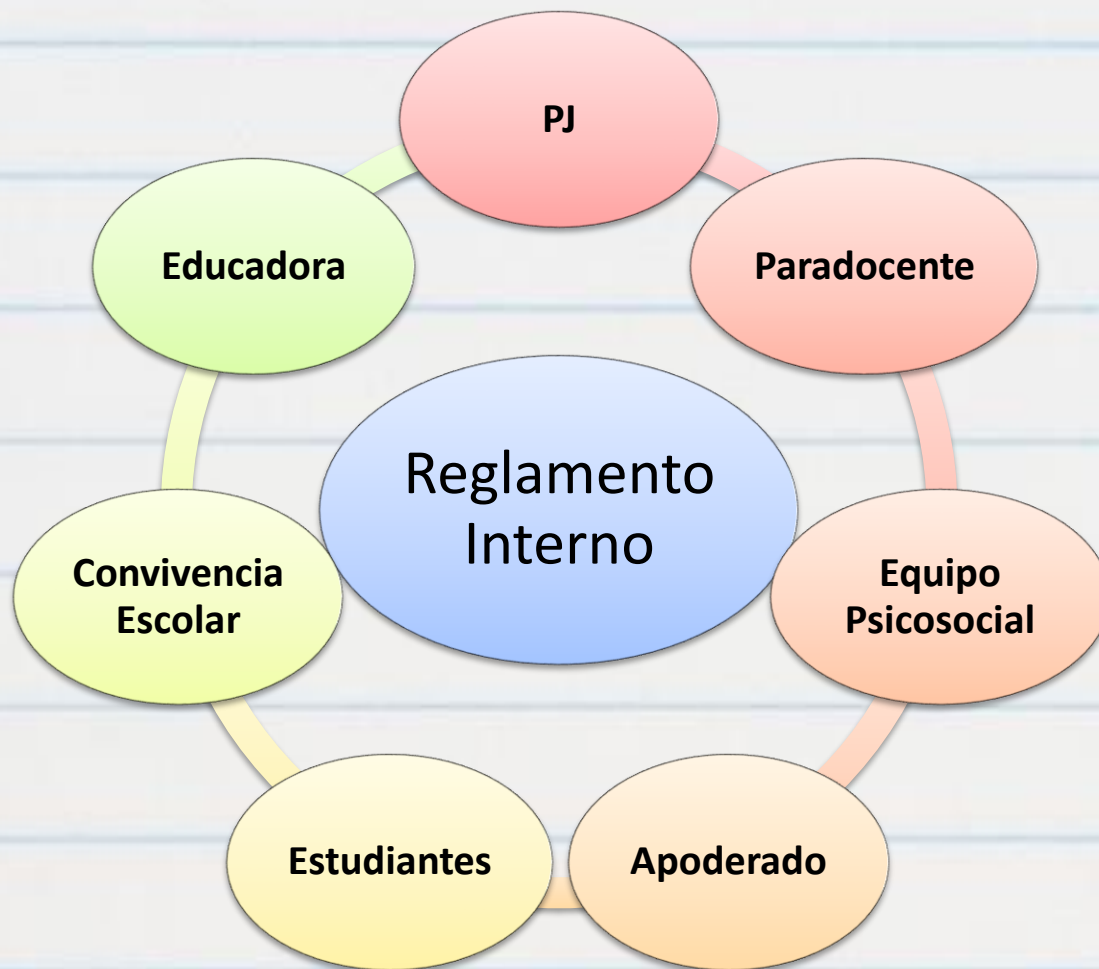 PJ
Educadora
Paradocente
Reglamento
Interno
Convivencia
Escolar
Equipo
Psicosocial
Estudiantes
Apoderado